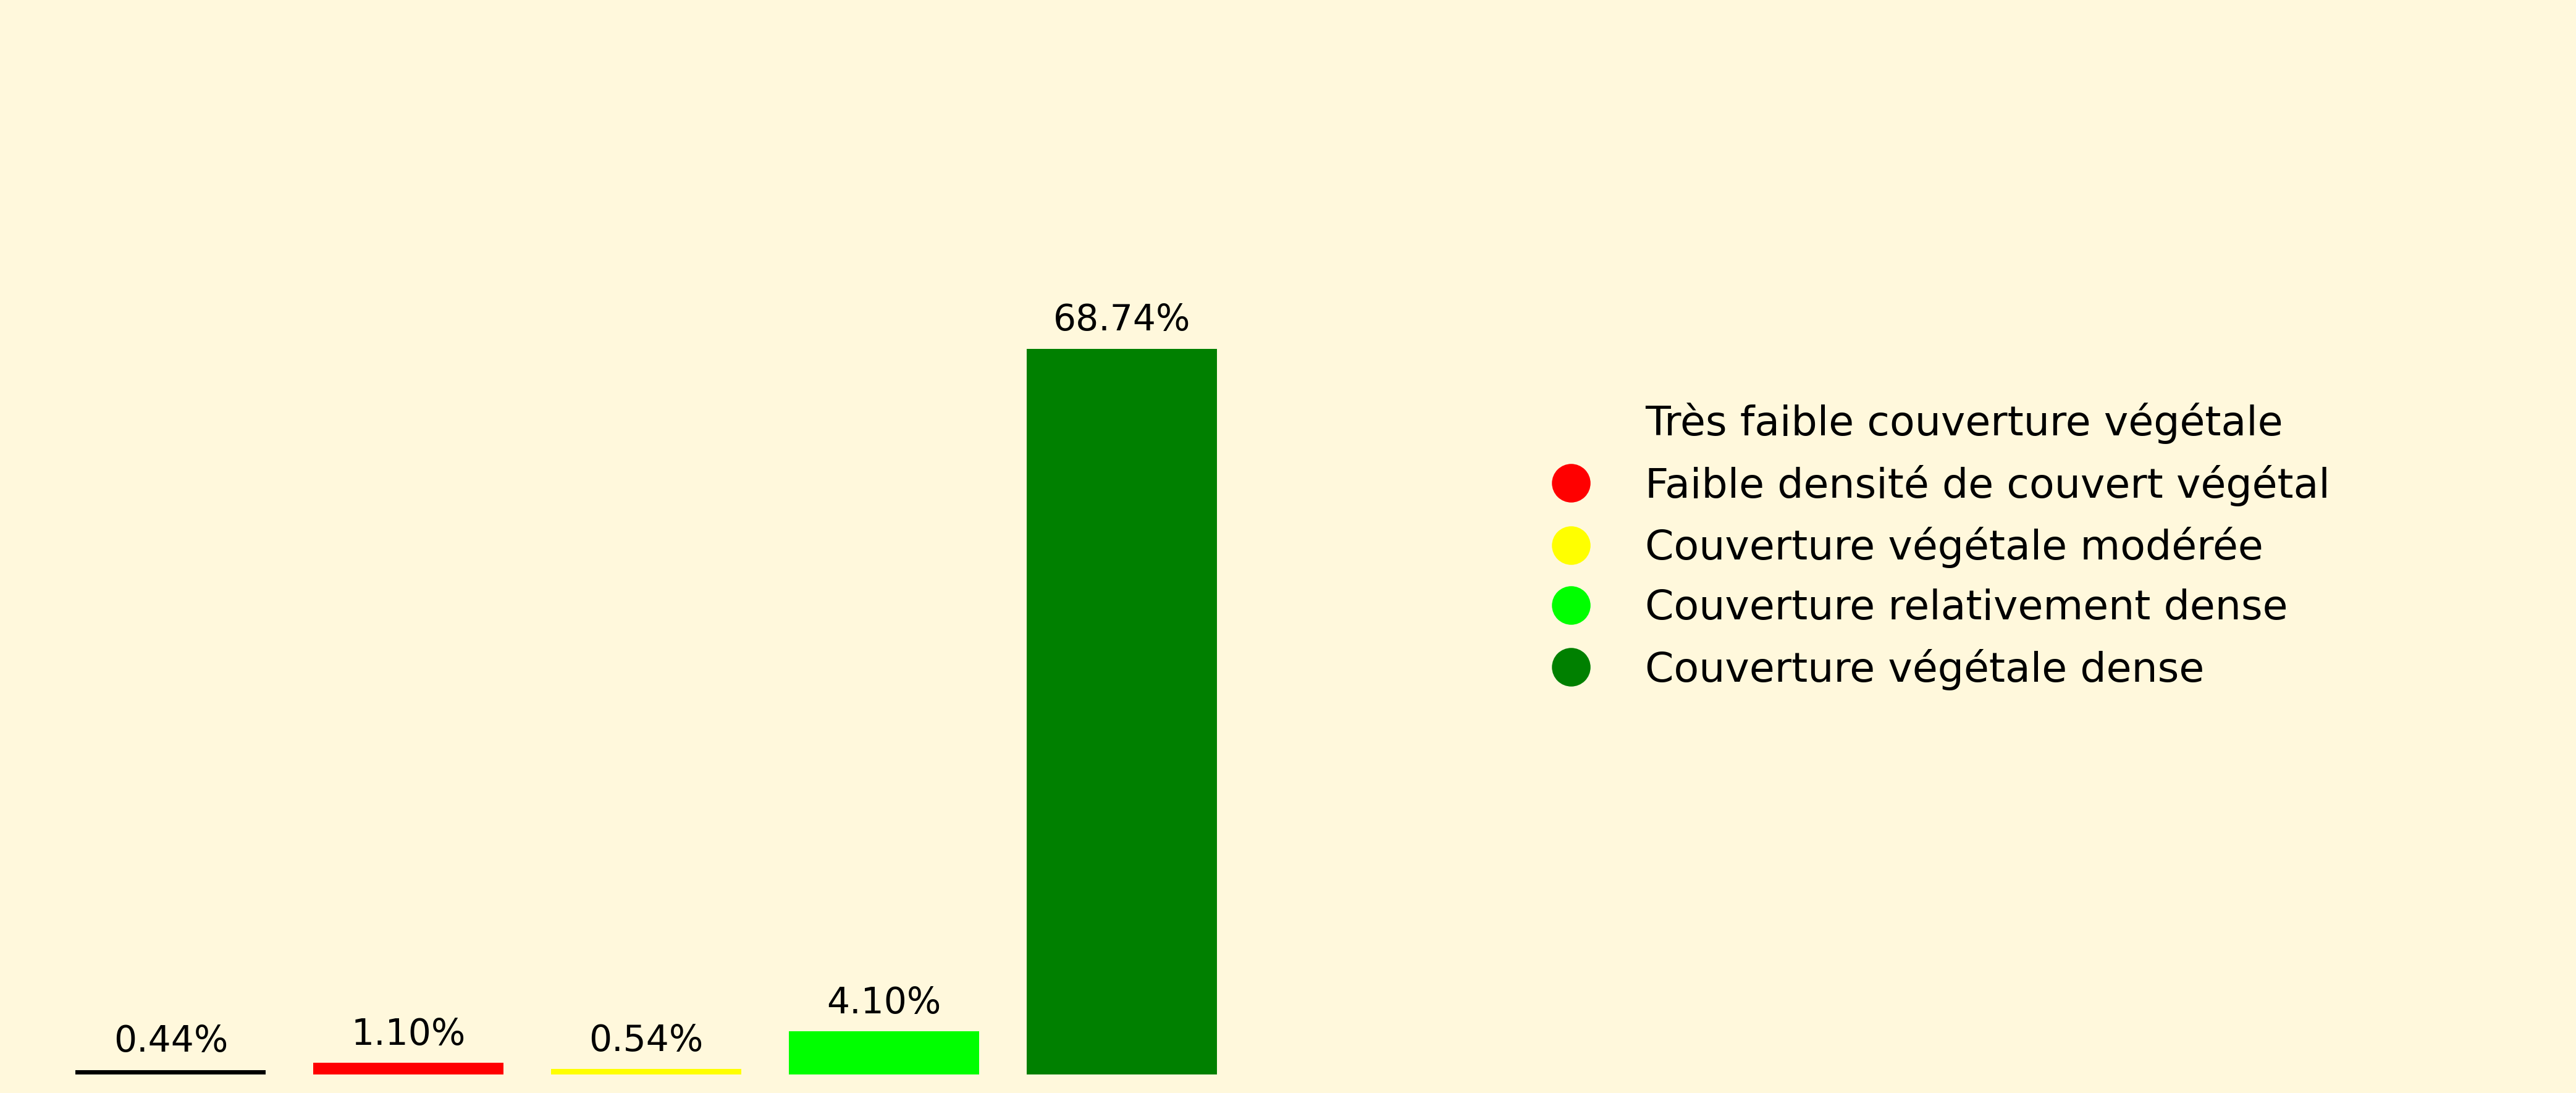 68.74%
4.10%
1.10%
0.54%
0.44%
Très faible couverture végétale
Faible densité de couvert végétal
Couverture végétale modérée
Couverture relativement dense
Couverture végétale dense